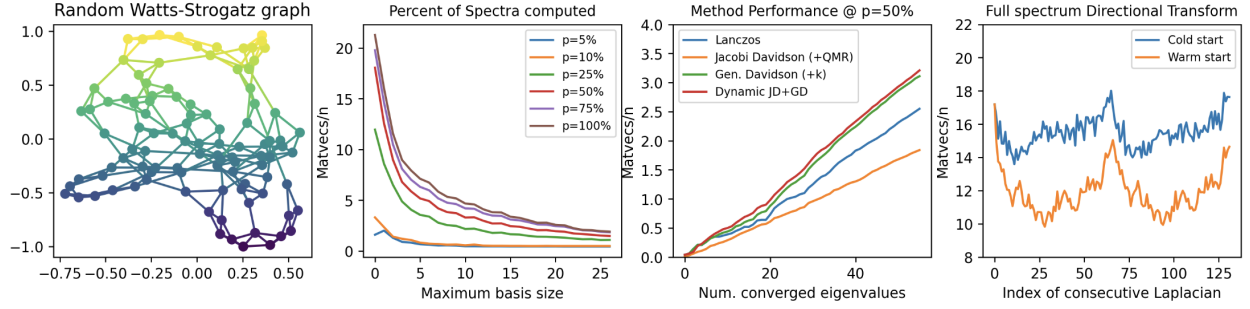 Random Watts-Strogatz graph
1.0
0.5
0.0
−0.5
−1.0
−0.75
−0.50
−0.25
0.00
0.25
0.50
Percent of Spectra computed
Matvecs/n
20
15
10
5
0
p=5%
p=10%
p=25%
p=50%
p=75%
p=100%
0
5
10
15
20
25
Maximum basis size
Method Performance @ p=50%
Matvecs/n
4.0
3.5
3.0
2.5
2.0
1.5
1.0
0.5
0.0
Lanczos
Jacobi Davidson (+QMR)
Gen. Davidson (+k)
Dynamic JD+GD
0
20
40
Num. converged eigenvalues
Full spectrum Directional Transform
Matvecs/n
22
20
18
16
14
12
10
8
Cold start
Warm start
0
25
50
75
100
125
Index of consecutive Laplacian